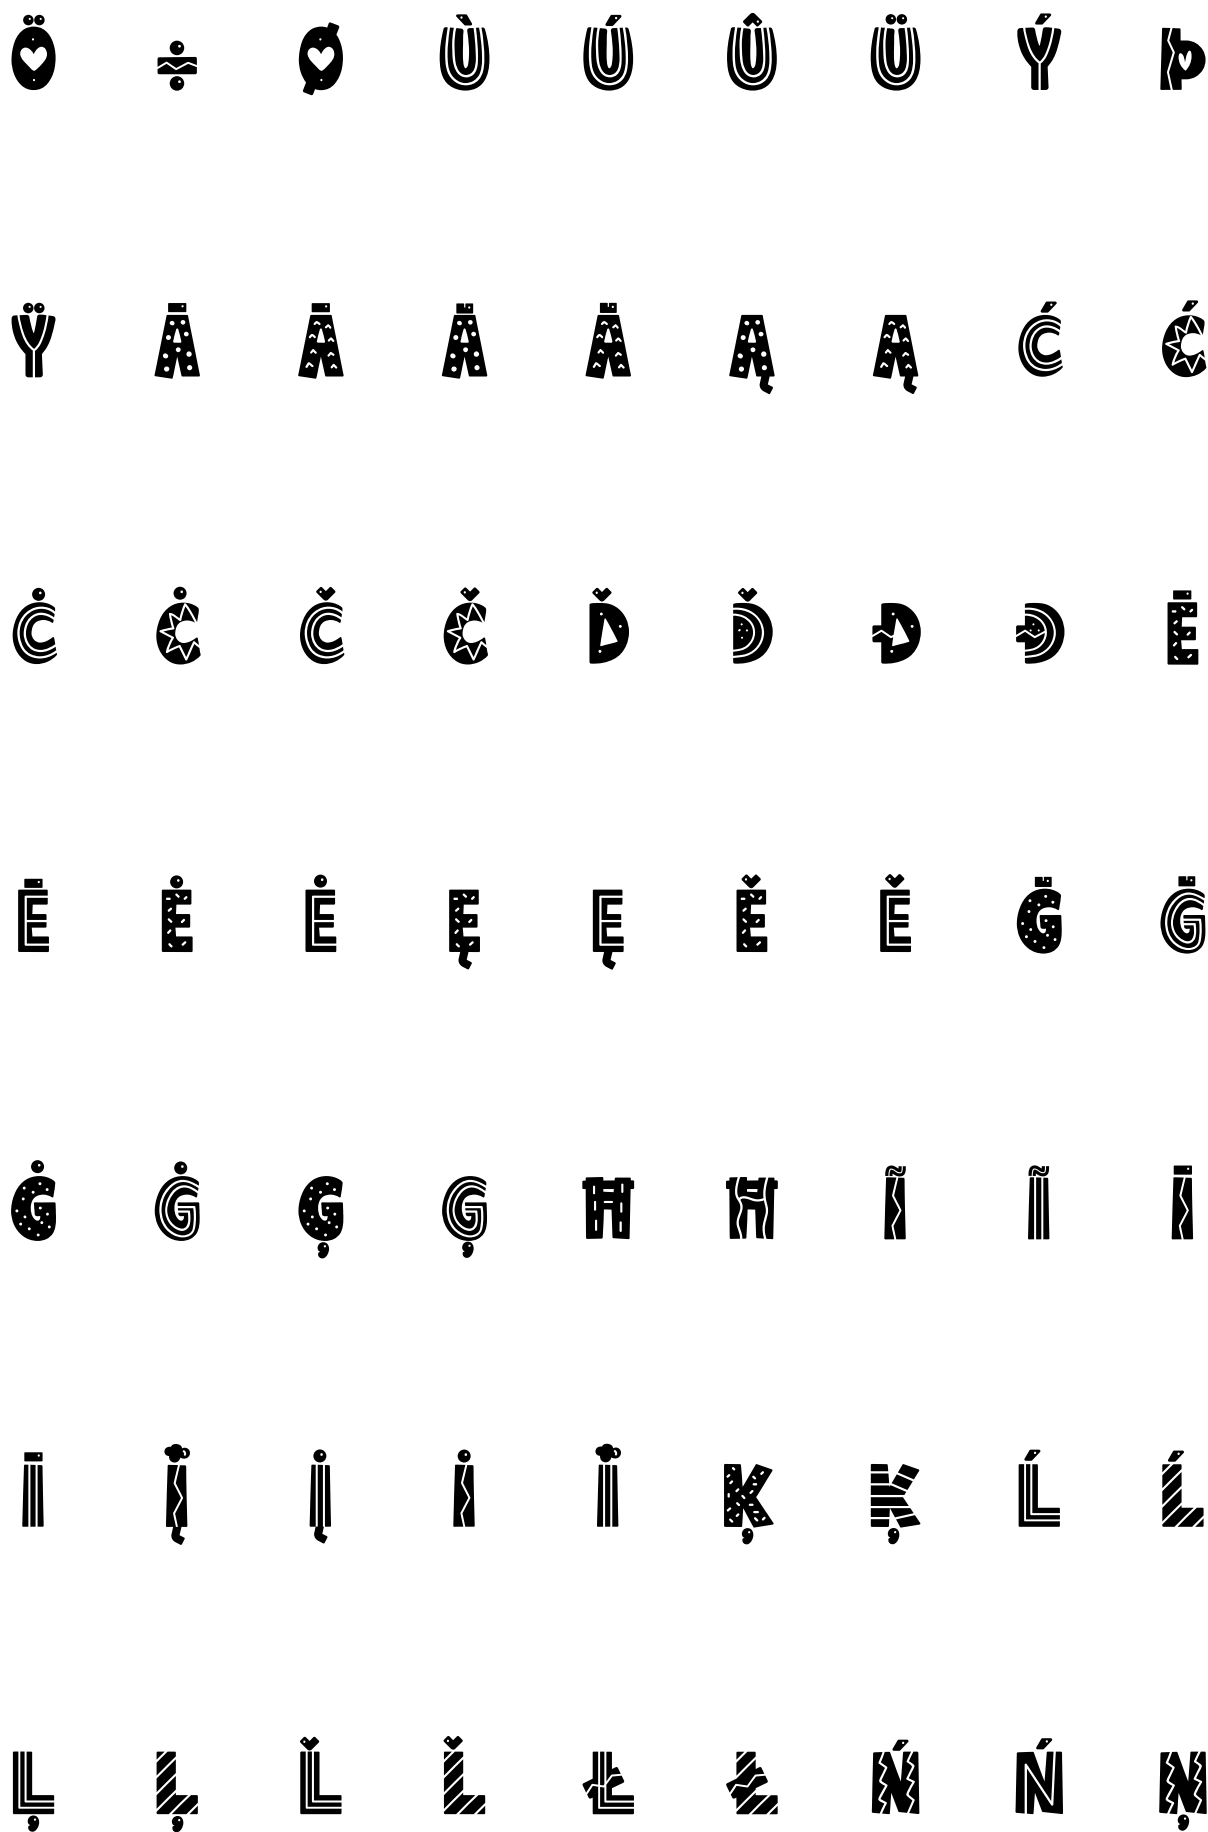 Ö ÷ Ø Ù Ú Û Ü Ý Þ
Ÿ Ā Ā Ă Ă Ą Ą Ć Ć
Ċ Ċ Č Č Ď Ď Đ Đ Ē
Ē Ė Ė Ę Ę Ě Ě Ğ Ğ
Ġ Ġ Ģ Ģ Ħ Ħ Ĩ Ĩ Ī
Ī Į Į İ İ Ķ Ķ Ĺ Ĺ
Ļ Ļ Ľ Ľ Ł Ł Ń Ń Ņ